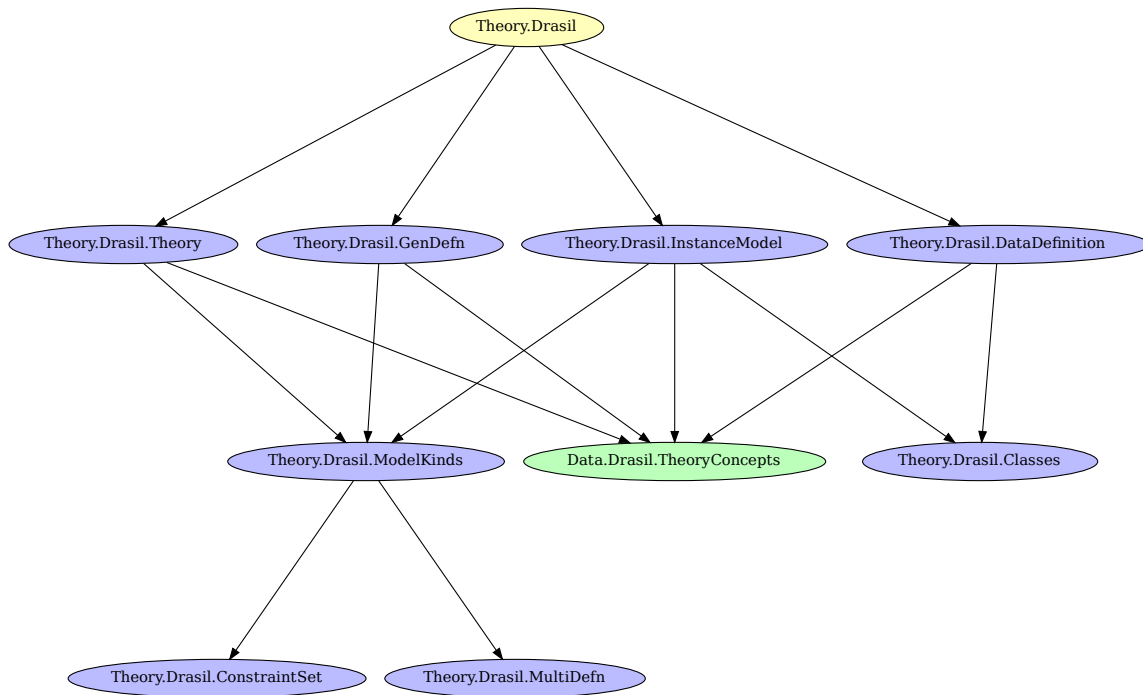 Theory.Drasil
Theory.Drasil.Theory
Theory.Drasil.GenDefn
Theory.Drasil.InstanceModel
Theory.Drasil.DataDefinition
Theory.Drasil.ModelKinds
Data.Drasil.TheoryConcepts
Theory.Drasil.Classes
Theory.Drasil.ConstraintSet
Theory.Drasil.MultiDefn